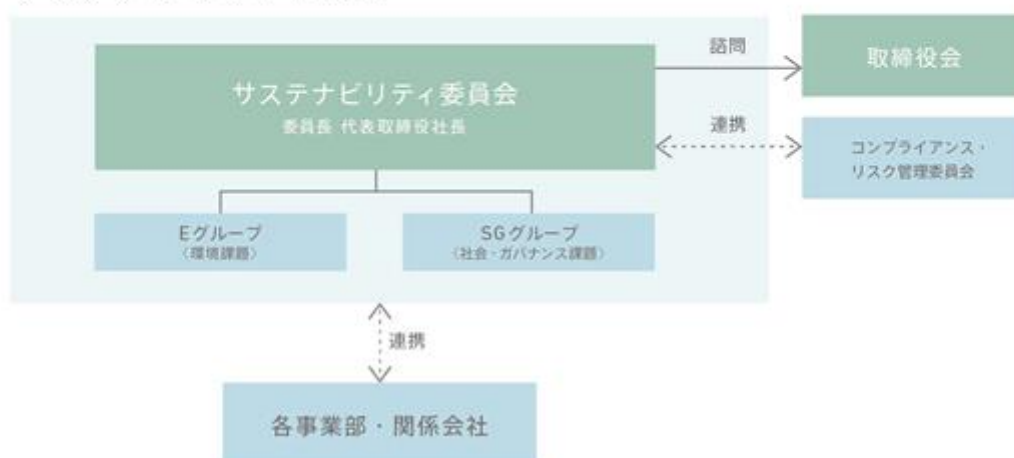 サステナビリティ委員会
委員長 代表取締役社長
諮問
取締役会
連携
コンプライアンス・
リスク管理委員会
Eグループ
〈環境課題〉
SGグループ
〈社会・ガバナンス課題〉
連携
各事業部・関係会社